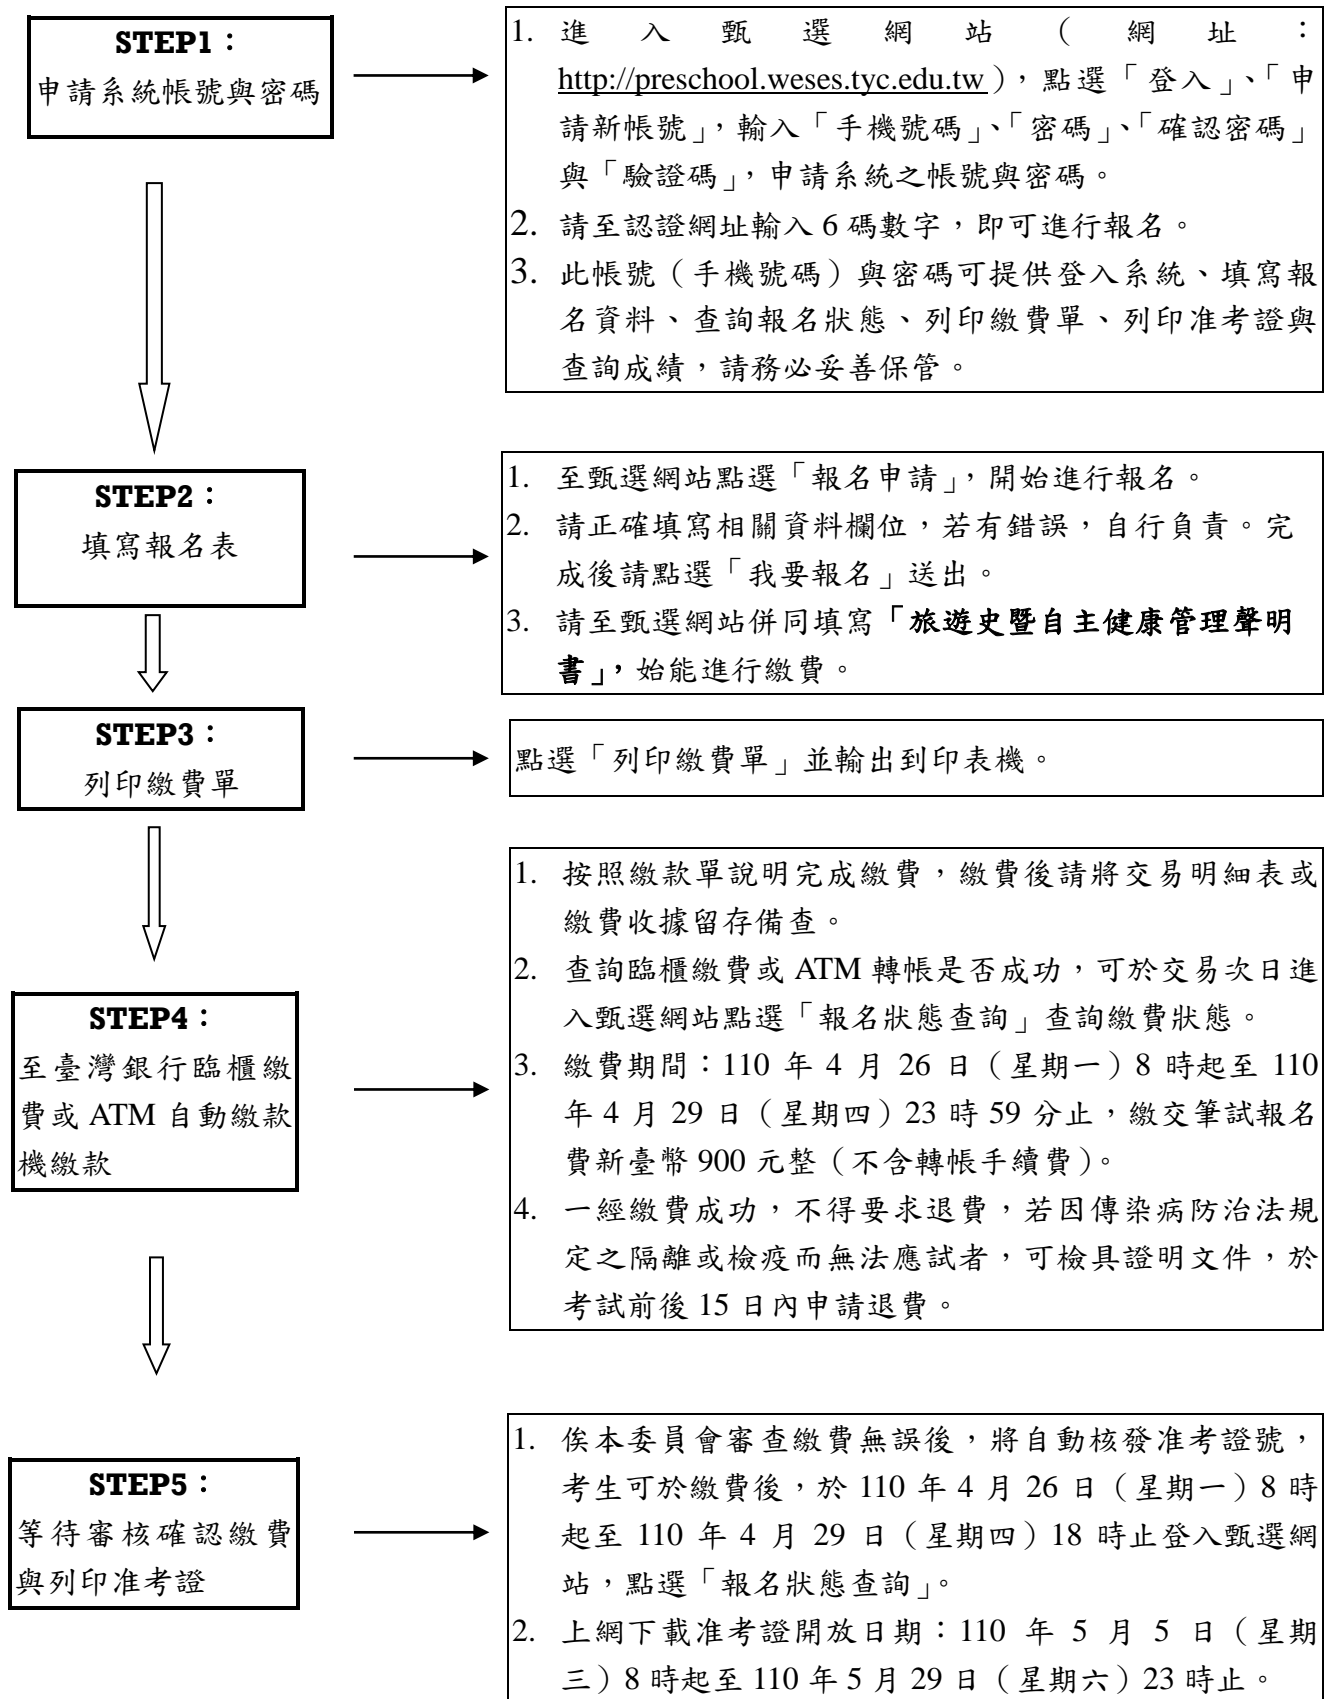 STEP1：
申請系統帳號與密碼
1. 進入甄選網站（網址：
http://preschool.weses.tyc.edu.tw），點選「登入」、「申
請新帳號」，輸入「手機號碼」、「密碼」、「確認密碼」
與「驗證碼」，申請系統之帳號與密碼。
2. 請至認證網址輸入 6 碼數字，即可進行報名。
3. 此帳號（手機號碼）與密碼可提供登入系統、填寫報
名資料、查詢報名狀態、列印繳費單、列印准考證與
查詢成績，請務必妥善保管。
STEP2：
填寫報名表
1. 至甄選網站點選「報名申請」，開始進行報名。
2. 請正確填寫相關資料欄位，若有錯誤，自行負責。完
成後請點選「我要報名」送出。
3. 請至甄選網站併同填寫「旅遊史暨自主健康管理聲明
書」，始能進行繳費。
STEP3：
列印繳費單
點選「列印繳費單」並輸出到印表機。
STEP4：
至臺灣銀行臨櫃繳
費或 ATM 自動繳款
機繳款
1. 按照繳款單說明完成繳費，繳費後請將交易明細表或
繳費收據留存備查。
2. 查詢臨櫃繳費或 ATM 轉帳是否成功，可於交易次日進
入甄選網站點選「報名狀態查詢」查詢繳費狀態。
3. 繳費期間：110 年 4 月 26 日（星期一）8 時起至 110
年 4 月 29 日（星期四）23 時 59 分止，繳交筆試報名
費新臺幣 900 元整（不含轉帳手續費）。
4. 一經繳費成功，不得要求退費，若因傳染病防治法規
定之隔離或檢疫而無法應試者，可檢具證明文件，於
考試前後 15 日內申請退費。
STEP5：
等待審核確認繳費
與列印准考證
1. 俟本委員會審查繳費無誤後，將自動核發准考證號，
考生可於繳費後，於 110 年 4 月 26 日（星期一）8 時
起至 110 年 4 月 29 日（星期四）18 時止登入甄選網
站，點選「報名狀態查詢」。
2. 上網下載准考證開放日期：110 年 5 月 5 日（星期
三）8 時起至 110 年 5 月 29 日（星期六）23 時止。